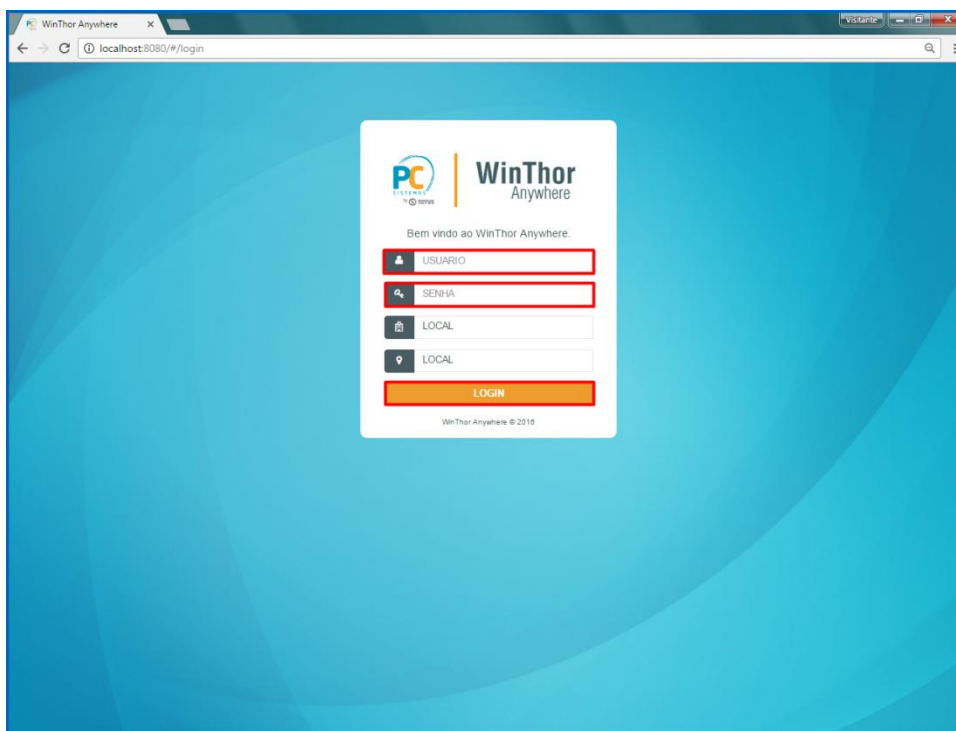 WinThor Anywhere
Visitante
localhost:8080/#/login
PC
SISTEMAS
by TOTVS
WinThor
Anywhere
Bem vindo ao WinThor Anywhere.
USUARIO
SENHA
LOCAL
LOCAL
LOGIN
WinThor Anywhere © 2016